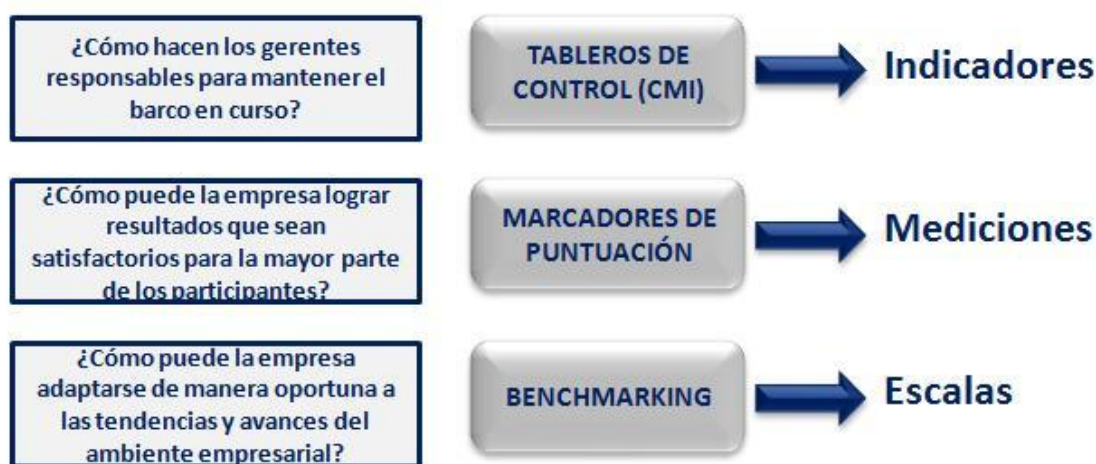 ¿Cómo hacen los gerentes
responsables para mantener el
barco en curso?
TABLEROS DE
CONTROL (CMI)
Indicadores
¿Cómo puede la empresa lograr
resultados que sean
satisfactorios para la mayor parte
de los participantes?
MARCADORES DE
PUNTUACIÓN
Mediciones
¿Cómo puede la empresa
adaptarse de manera oportuna a
las tendencias y avances del
ambiente empresarial?
BENCHMARKING
Escalas